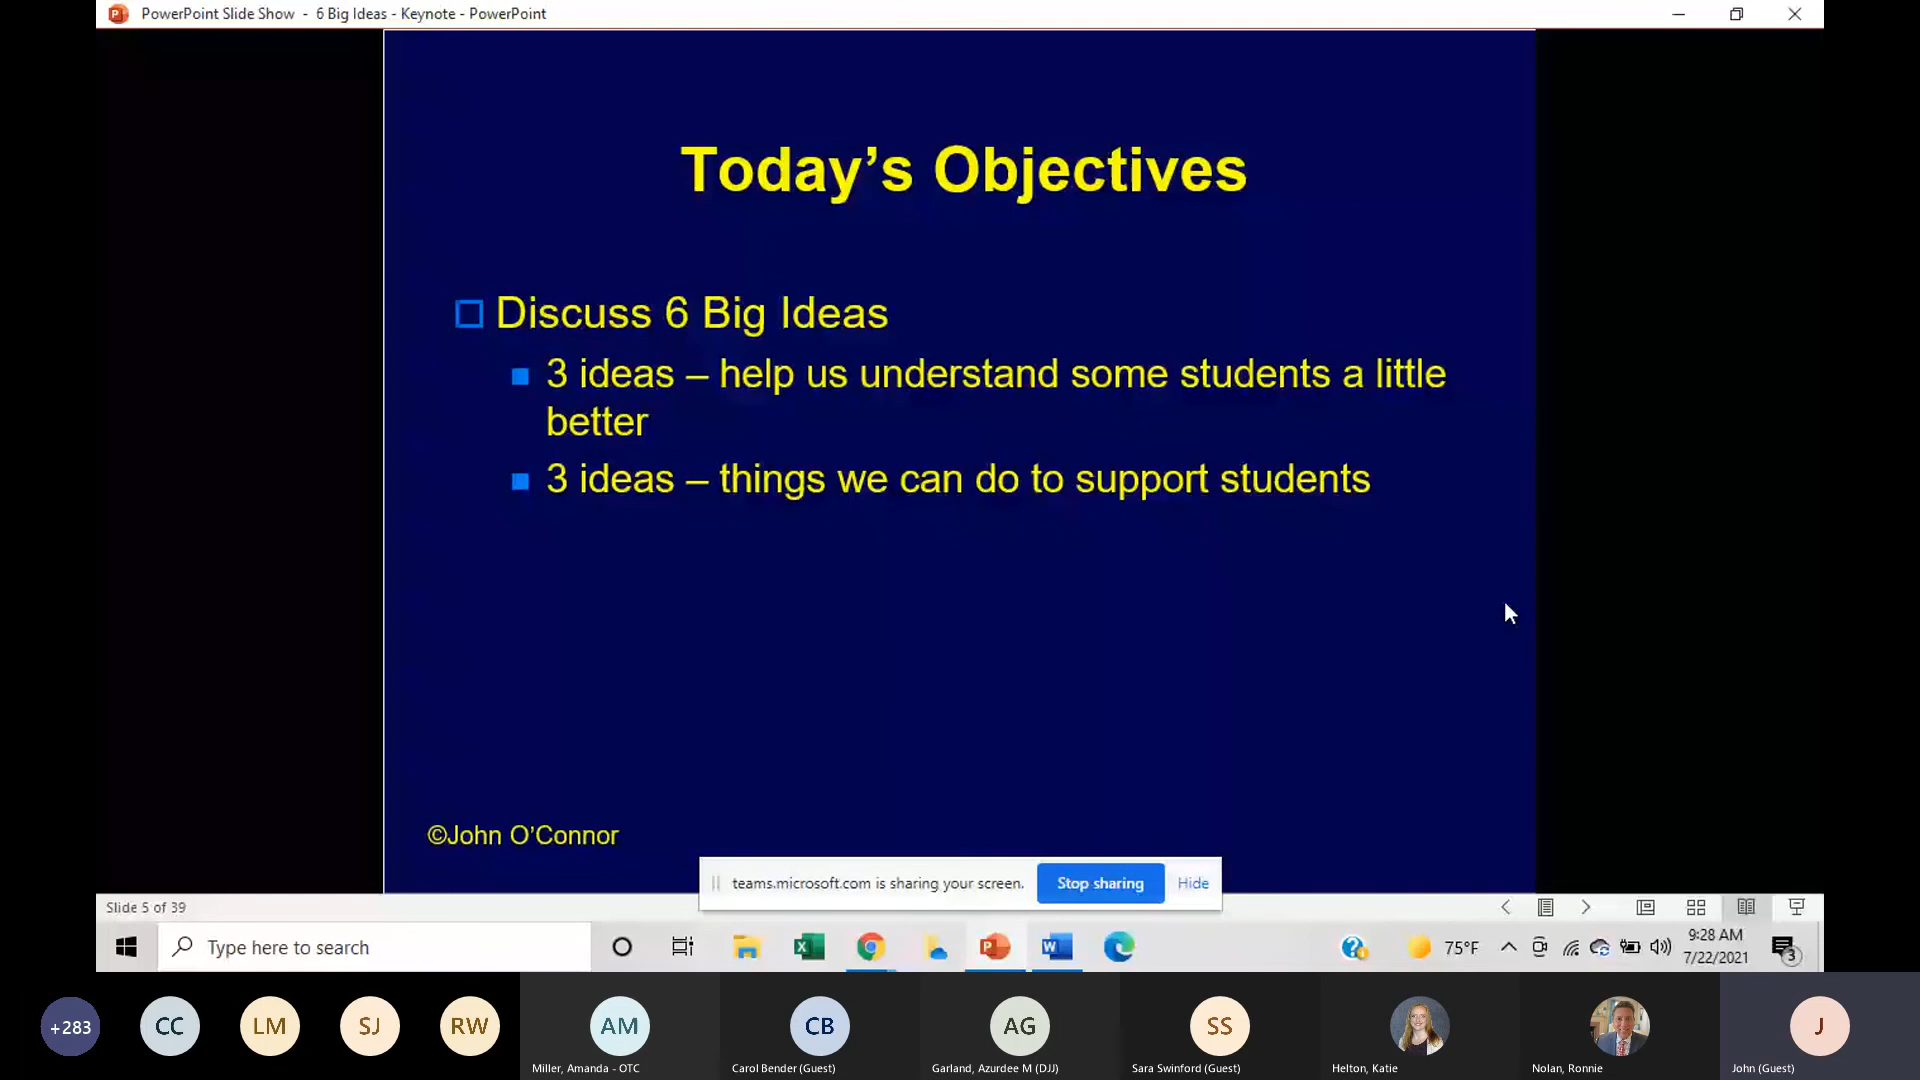 PowerPoint Slide Show - 6 Big Ideas - Keynote - PowerPoint
Today’s Objectives
Discuss 6 Big Ideas
3 ideas – help us understand some students a little
better
3 ideas – things we can do to support students
©John O’Connor
teams.microsoft.com is sharing your screen.
Stop sharing
Hide
Slide 5 of 39
Type here to search
75°F
9:28 AM
7/22/2021
3
+283
CC
LM
SJ
RW
AM
CB
AG
SS
J
Miller, Amanda - OTC
Carol Bender (Guest)
Garland, Azurdee M (DJJ)
Sara Swinford (Guest)
Helton, Katie
Nolan, Ronnie
John (Guest)